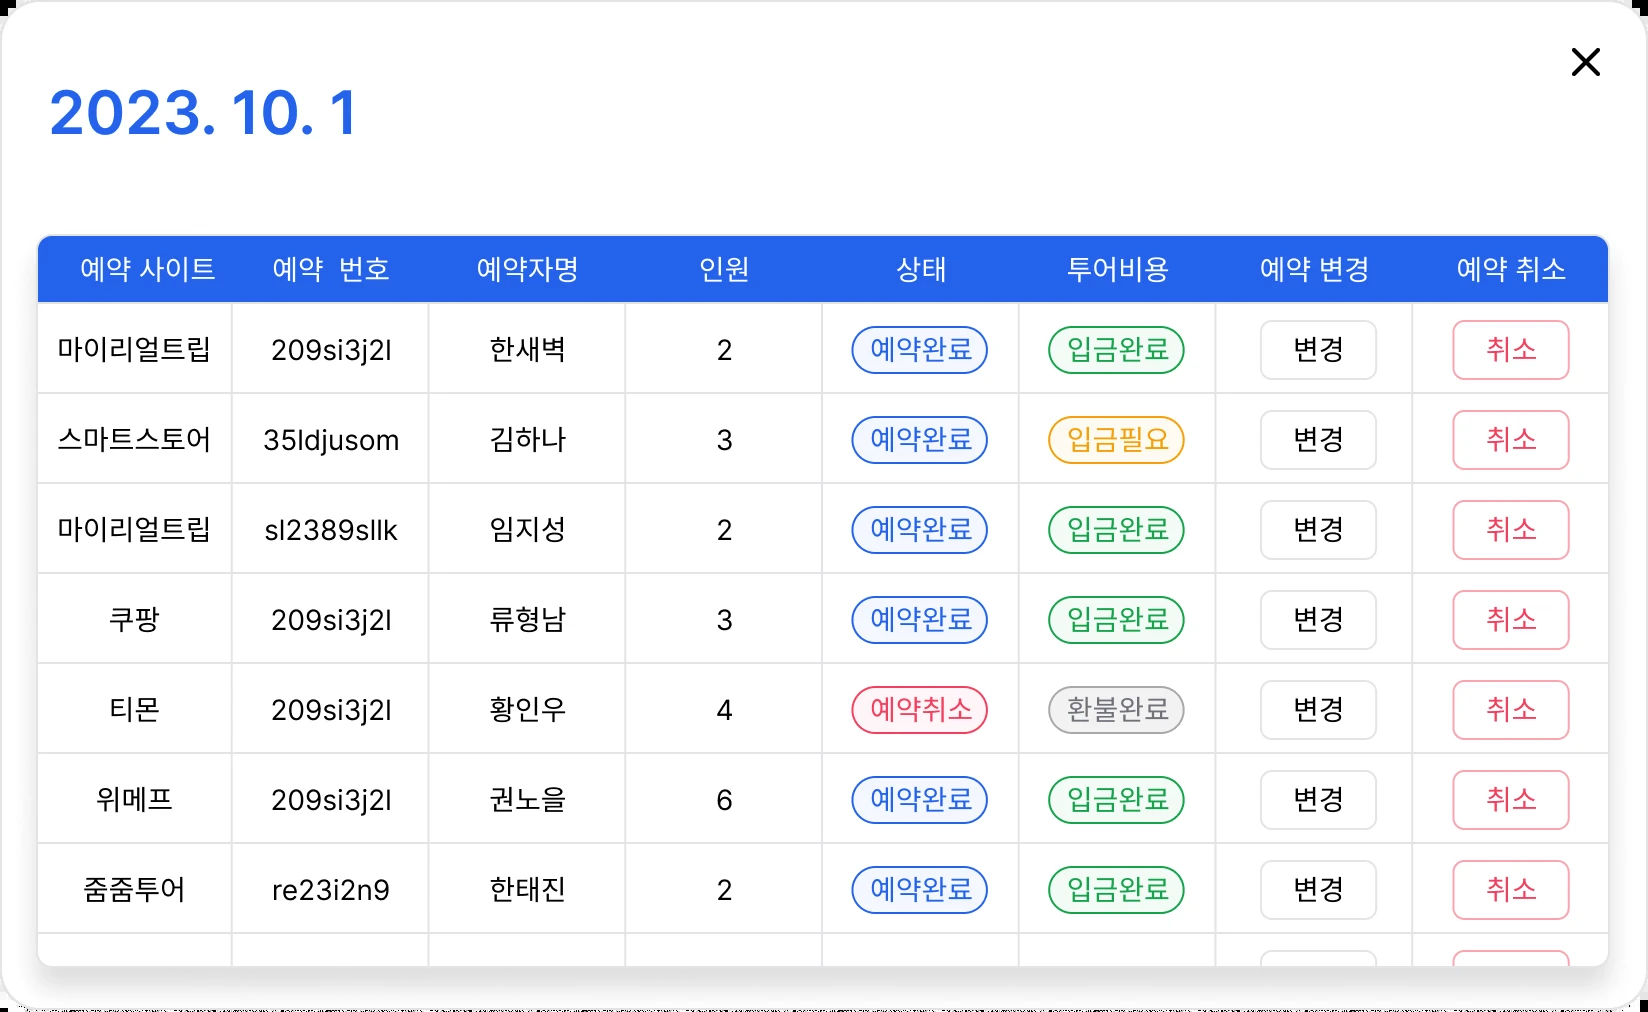 2023. 10. 1
예약 사이트 예약 번호 예약자명 인원 상태 투어비용 예약 변경 예약 취소
마이리얼트립 209si3j2l 한새벽 2 예약완료 입금완료 변경 취소
스마트스토어 35ldjusom 김하나 3 예약완료 입금필요 변경 취소
마이리얼트립 sl2389sllk 임지성 2 예약완료 입금완료 변경 취소
쿠팡 209si3j2l 류형남 3 예약완료 입금완료 변경 취소
티몬 209si3j2l 황인우 4 예약취소 환불완료 변경 취소
위메프 209si3j2l 권노을 6 예약완료 입금완료 변경 취소
줌줌투어 re23i2n9 한태진 2 예약완료 입금완료 변경 취소